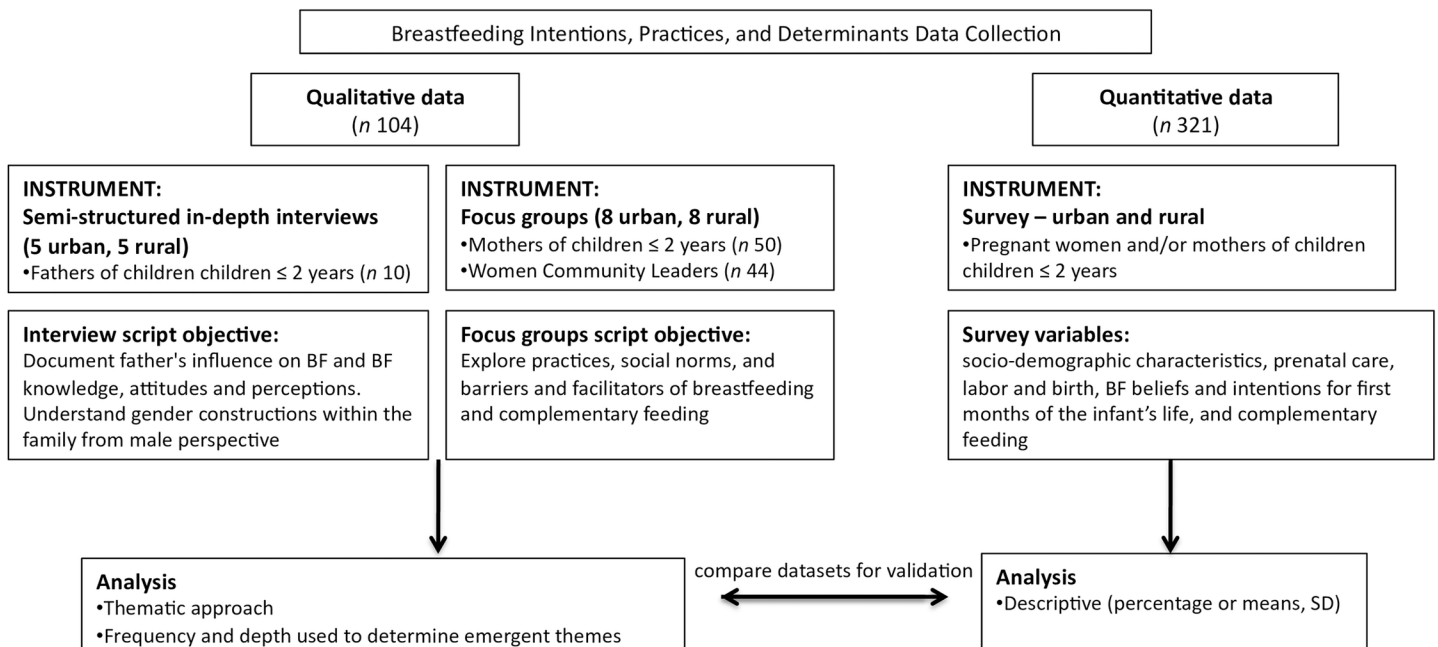 Breastfeeding Intentions, Practices, and Determinants Data Collection
Qualitative data
(n 104)
Quantitative data
(n 321)
INSTRUMENT:
Semi-structured in-depth interviews
(5 urban, 5 rural)
•Fathers of children children ≤ 2 years (n 10)
INSTRUMENT:
Focus groups (8 urban, 8 rural)
•Mothers of children ≤ 2 years (n 50)
•Women Community Leaders (n 44)
INSTRUMENT:
Survey – urban and rural
•Pregnant women and/or mothers of children
children ≤ 2 years
Interview script objective:
Document father's influence on BF and BF
knowledge, attitudes and perceptions.
Understand gender constructions within the
family from male perspective
Focus groups script objective:
Explore practices, social norms, and
barriers and facilitators of breastfeeding
and complementary feeding
Survey variables:
socio-demographic characteristics, prenatal care,
labor and birth, BF beliefs and intentions for first
months of the infant’s life, and complementary
feeding
Analysis
•Thematic approach
•Frequency and depth used to determine emergent themes
compare datasets for validation
Analysis
•Descriptive (percentage or means, SD)